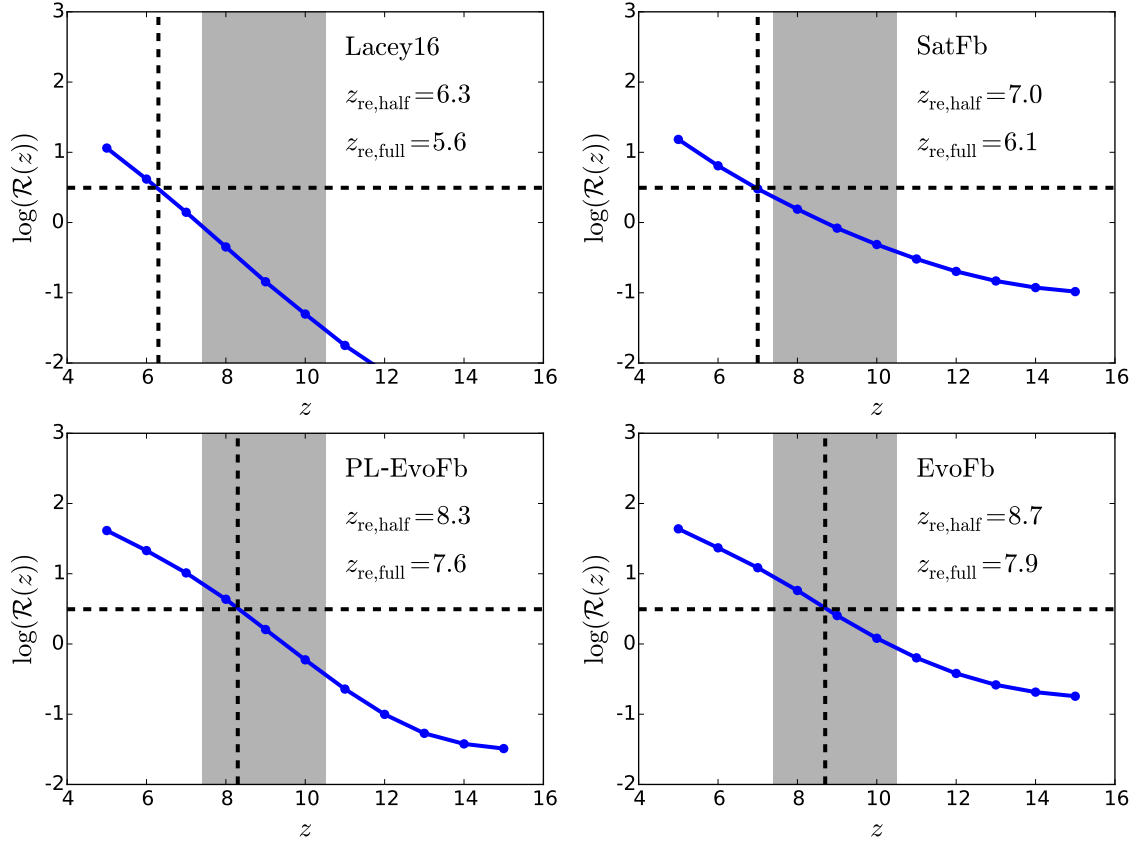 Lacey16
z_re,half=6.3
z_re,full=5.6
log(ℛ(z))
3
2
1
0
-1
-2
4 6 8 10 12 14 16
z
SatFb
z_re,half=7.0
z_re,full=6.1
log(ℛ(z))
3
2
1
0
-1
-2
4 6 8 10 12 14 16
z
PL-EvoFb
z_re,half=8.3
z_re,full=7.6
log(ℛ(z))
3
2
1
0
-1
-2
4 6 8 10 12 14 16
z
EvoFb
z_re,half=8.7
z_re,full=7.9
log(ℛ(z))
3
2
1
0
-1
-2
4 6 8 10 12 14 16
z